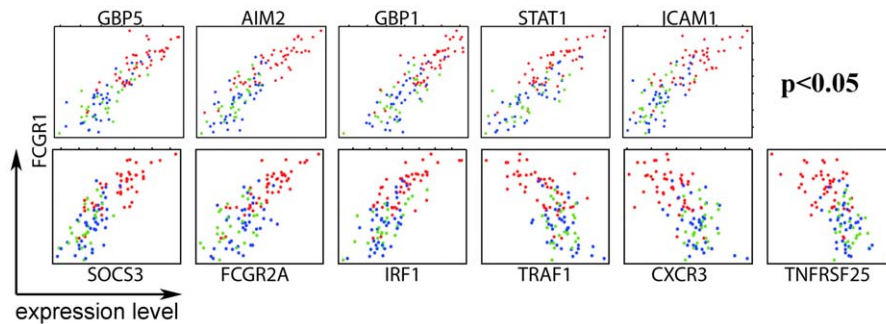 GBP5 AIM2 GBP1 STAT1 ICAM1
p<0.05
FCGR1
SOCS3 FCGR2A IRF1 TRAF1 CXCR3 TNFRSF25
expression level